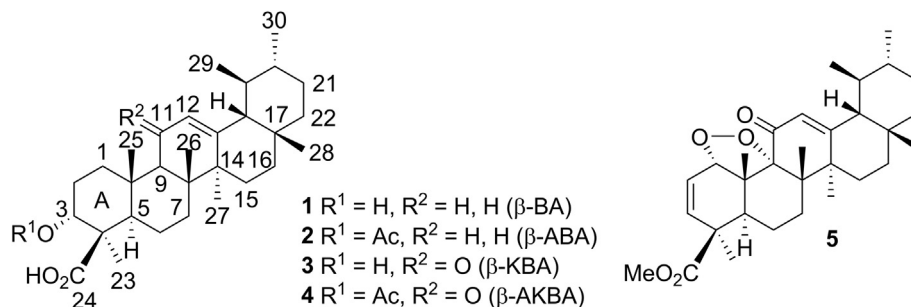 30
29
21
R² 11 12
H
17
22
25
26
28
1
14
16
9
15
A
3
5
7
27
R¹O
H
HO₂C
23
24
1 R¹ = H, R² = H, H (β-BA)
2 R¹ = Ac, R² = H, H (β-ABA)
3 R¹ = H, R² = O (β-KBA)
4 R¹ = Ac, R² = O (β-AKBA)
O
H
O O
H
MeO₂C
5